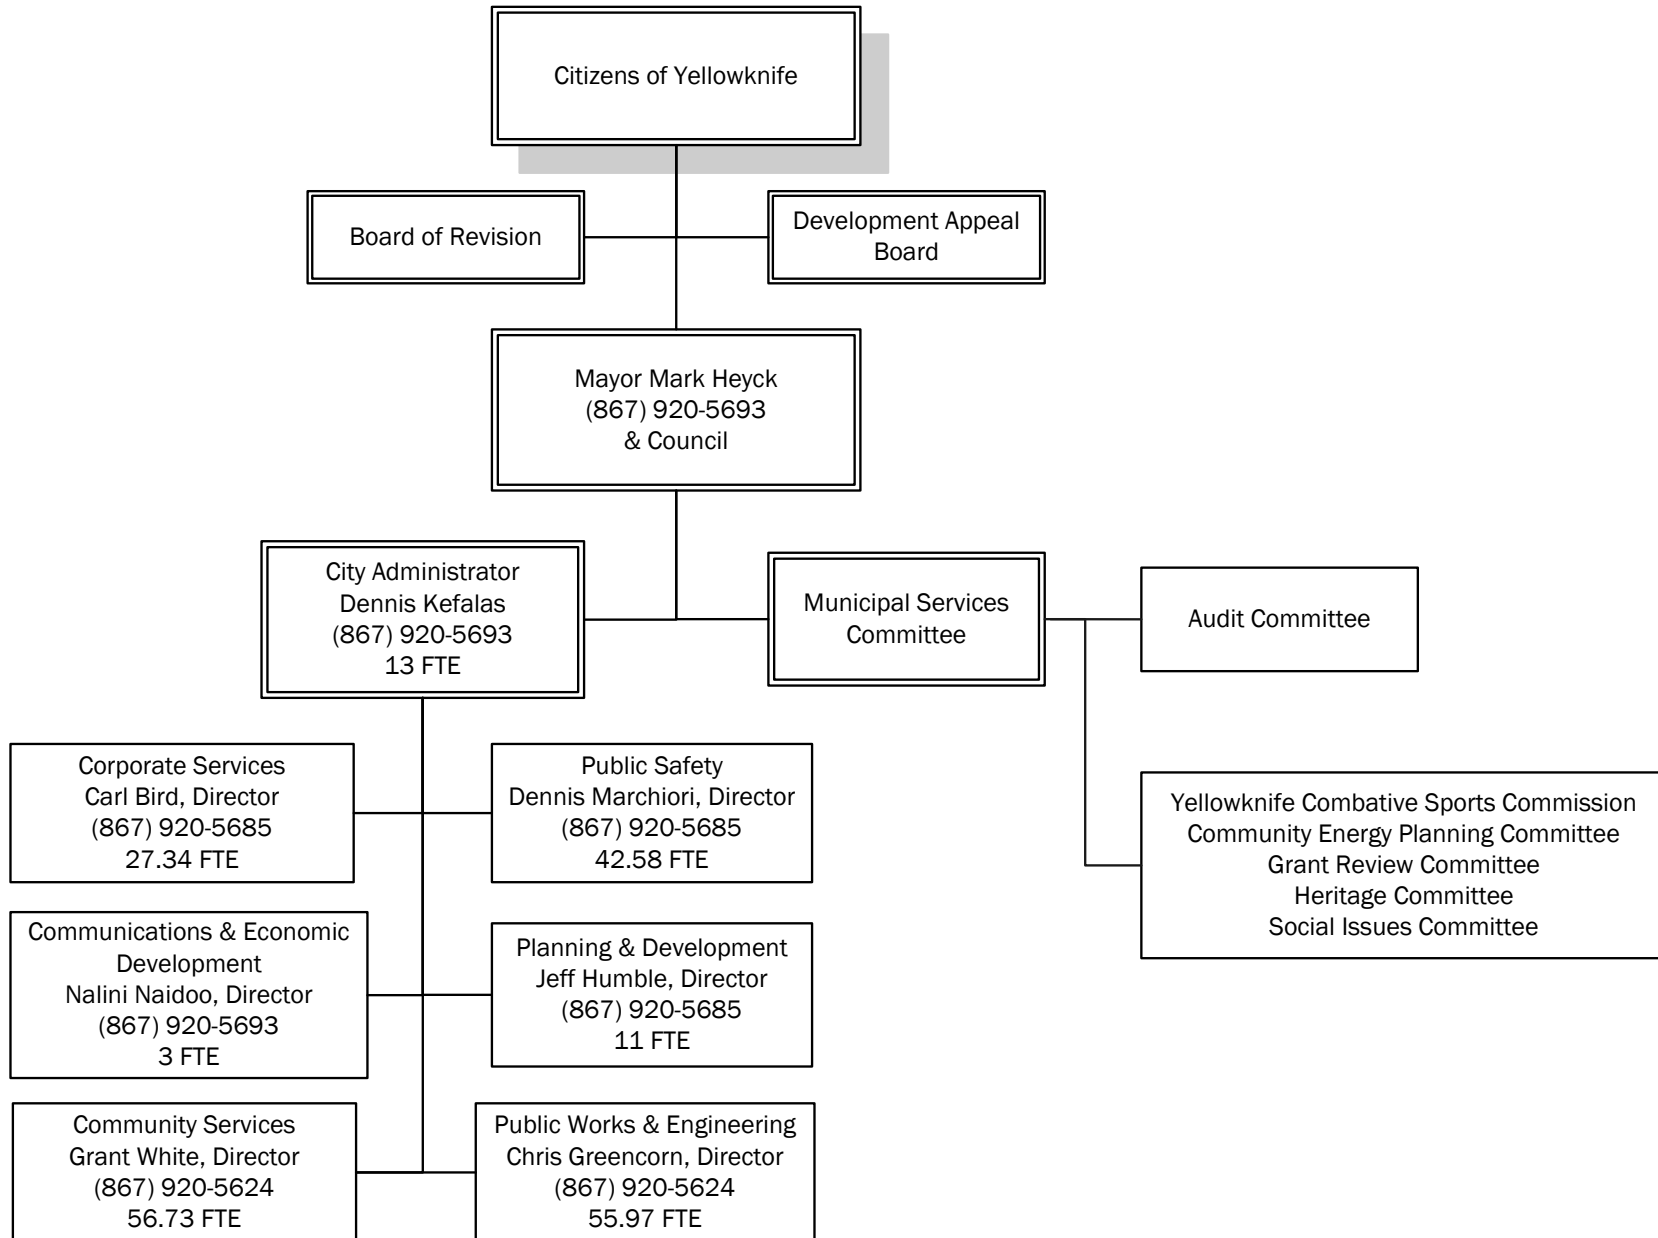 Citizens of Yellowknife
Board of Revision
Development Appeal
Board
Mayor Mark Heyck
(867) 920-5693
& Council
City Administrator
Dennis Kefalas
(867) 920-5693
13 FTE
Municipal Services
Committee
Audit Committee
Corporate Services
Carl Bird, Director
(867) 920-5685
27.34 FTE
Public Safety
Dennis Marchiori, Director
(867) 920-5685
42.58 FTE
Yellowknife Combative Sports Commission
Community Energy Planning Committee
Grant Review Committee
Heritage Committee
Social Issues Committee
Communications & Economic
Development
Nalini Naidoo, Director
(867) 920-5693
3 FTE
Planning & Development
Jeff Humble, Director
(867) 920-5685
11 FTE
Community Services
Grant White, Director
(867) 920-5624
56.73 FTE
Public Works & Engineering
Chris Greencorn, Director
(867) 920-5624
55.97 FTE